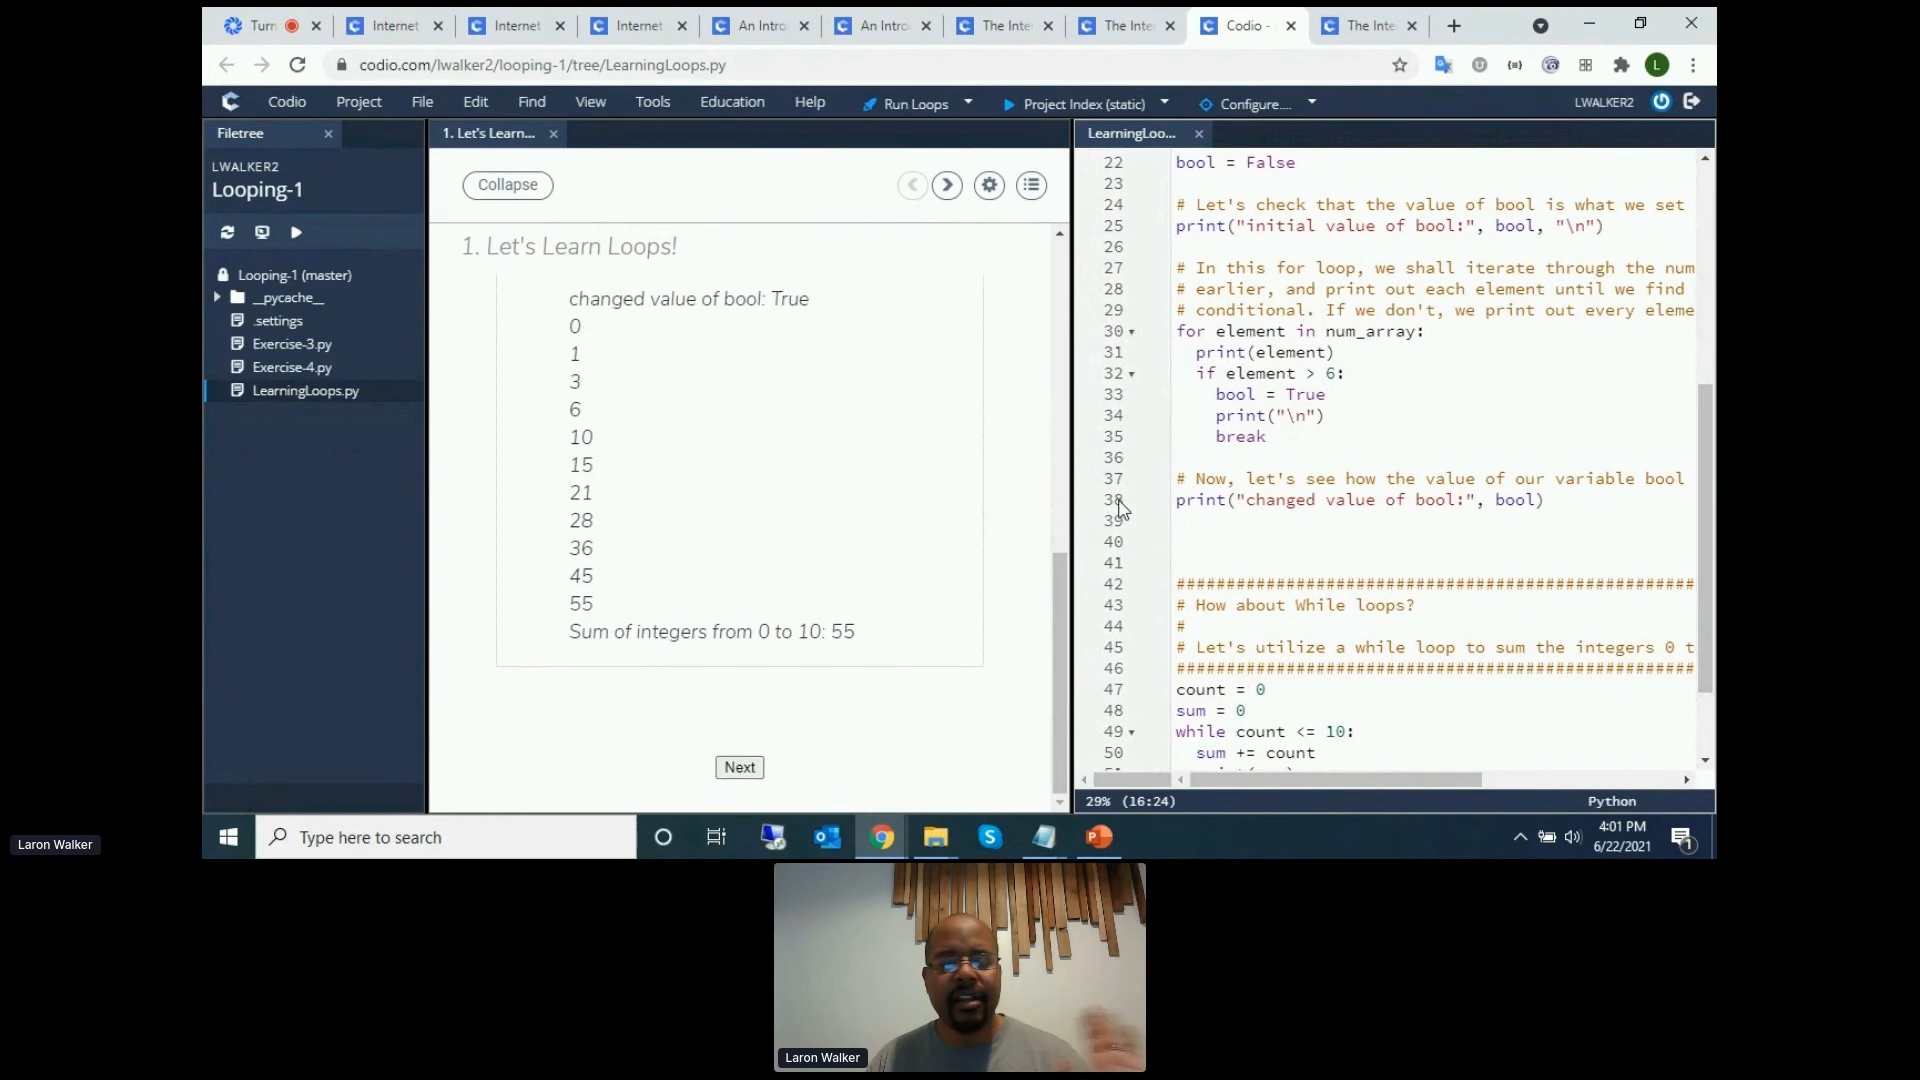 Turn
Internet
Internet
Internet
An Intro
An Intro
The Inte
The Inte
Codio -
The Inte
codio.com/lwalker2/looping-1/tree/LearningLoops.py
L
Codio
Project
File
Edit
Find
View
Tools
Education
Help
Run Loops
Project Index (static)
Configure....
LWALKER2
Filetree
LWALKER2
Looping-1
Looping-1 (master)
__pycache__
.settings
Exercise-3.py
Exercise-4.py
LearningLoops.py
1. Let's Learn...
Collapse
1. Let's Learn Loops!
changed value of bool: True
0
1
3
6
10
15
21
28
36
45
55
Sum of integers from 0 to 10: 55
Next
LearningLoo...
22 bool = False
23
24 # Let's check that the value of bool is what we set
25 print("initial value of bool:", bool, "\n")
26
27 # In this for loop, we shall iterate through the num
28 # earlier, and print out each element until we find
29 # conditional. If we don't, we print out every eleme
30 for element in num_array:
31 print(element)
32 if element > 6:
33 bool = True
34 print("\n")
35 break
36
37 # Now, let's see how the value of our variable bool
38 print("changed value of bool:", bool)
39
40
41
42 ####################################################
43 # How about While loops?
44 #
45 # Let's utilize a while loop to sum the integers 0 t
46 ####################################################
47 count = 0
48 sum = 0
49 while count <= 10:
50 sum += count
29% (16:24)
Python
Type here to search
4:01 PM
6/22/2021
1
Laron Walker
Laron Walker